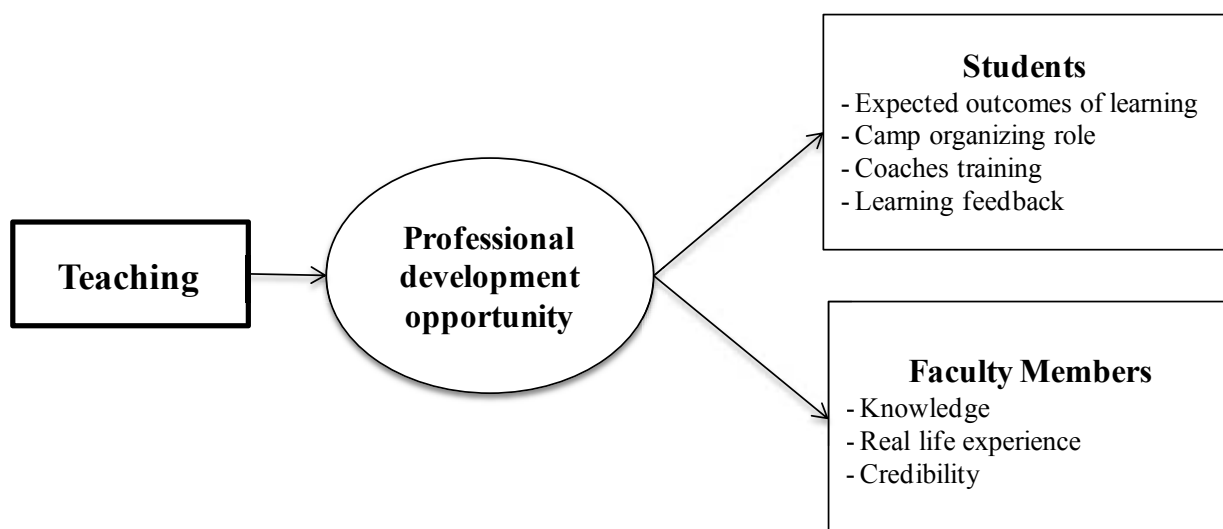 Teaching
Professional
development
opportunity
Students
- Expected outcomes of learning
- Camp organizing role
- Coaches training
- Learning feedback
Faculty Members
- Knowledge
- Real life experience
- Credibility